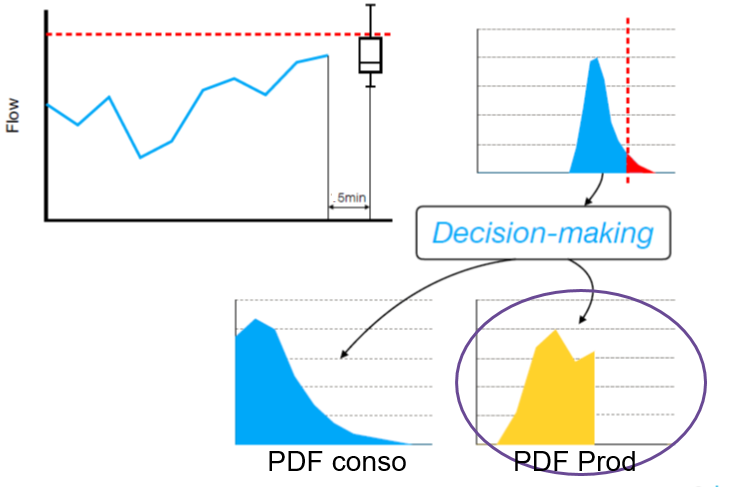 Flow
5min
Decision-making
PDF conso
PDF Prod